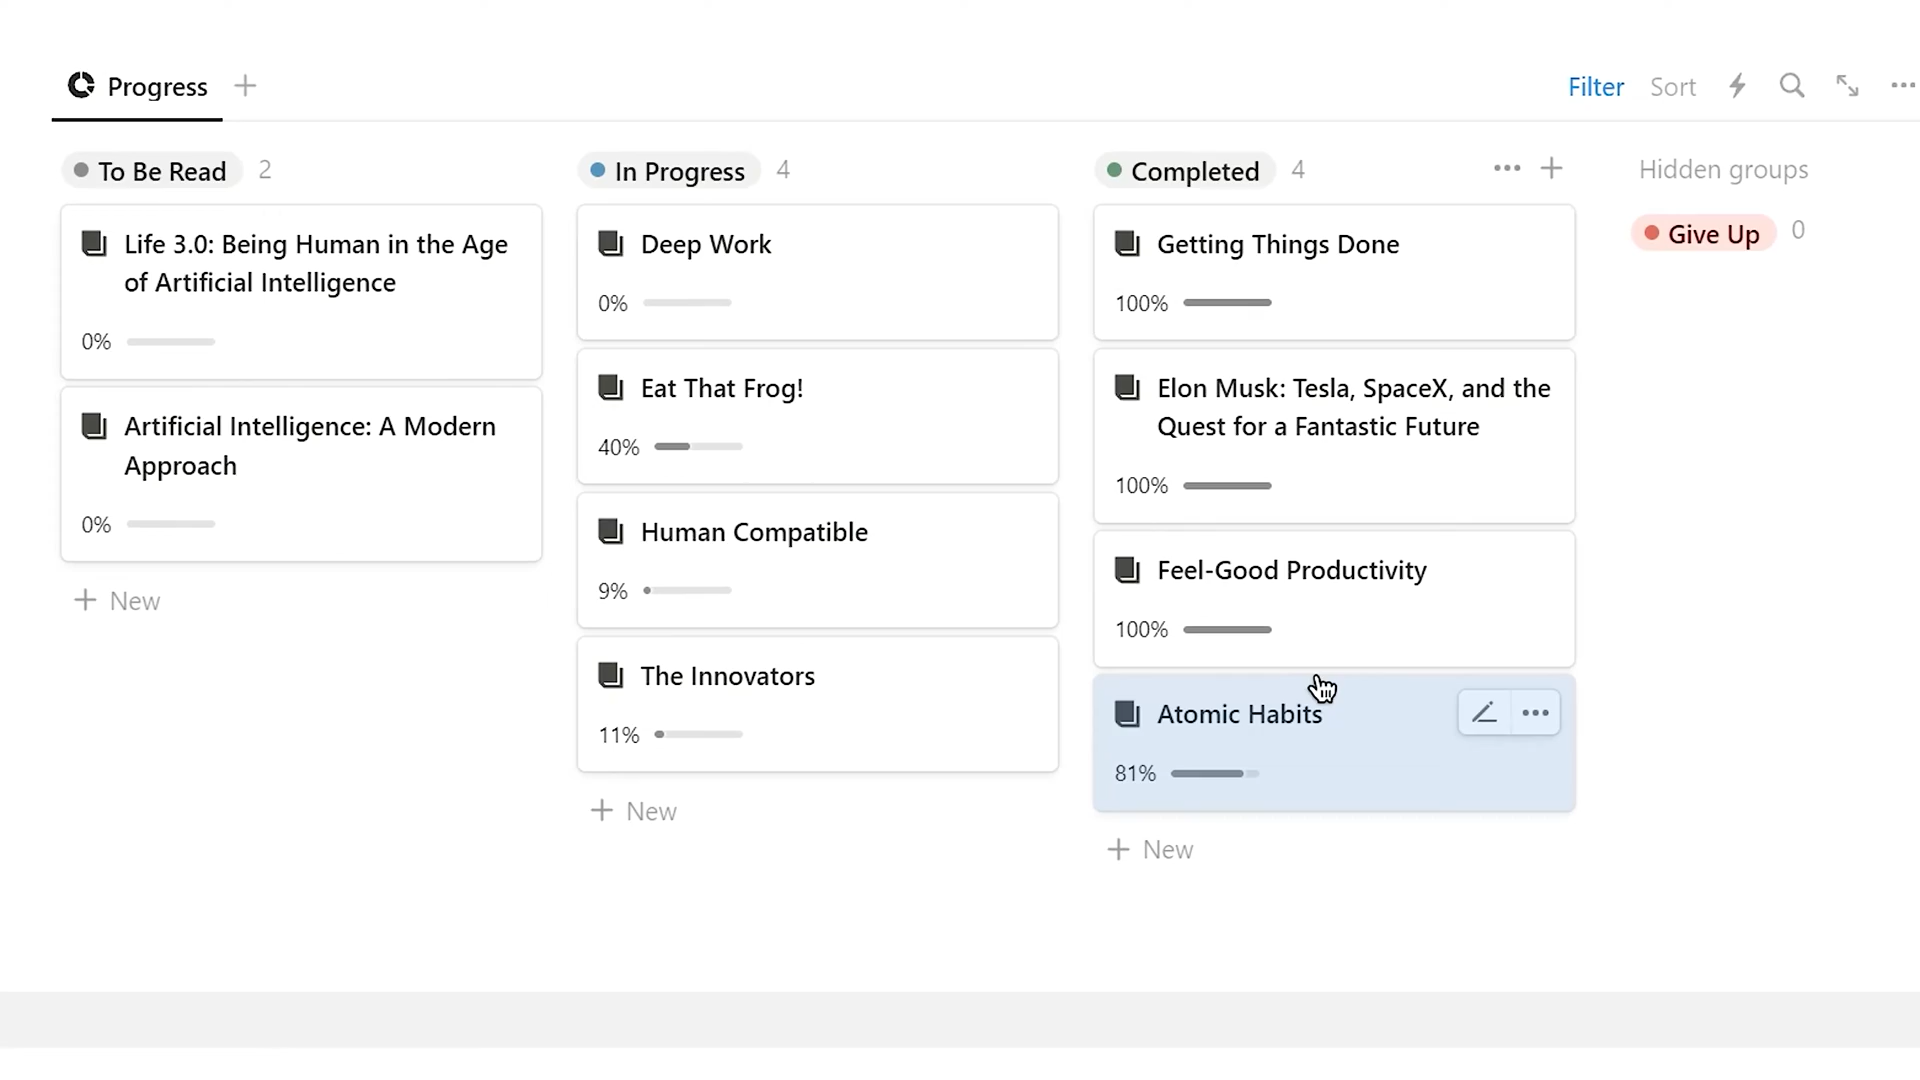 Progress
Filter Sort
To Be Read 2
Life 3.0: Being Human in the Age
of Artificial Intelligence
0%
Artificial Intelligence: A Modern
Approach
0%
New
In Progress 4
Deep Work
0%
Eat That Frog!
40%
Human Compatible
9%
The Innovators
11%
New
Completed 4
Getting Things Done
100%
Elon Musk: Tesla, SpaceX, and the
Quest for a Fantastic Future
100%
Feel-Good Productivity
100%
Atomic Habits
81%
New
Hidden groups
Give Up 0